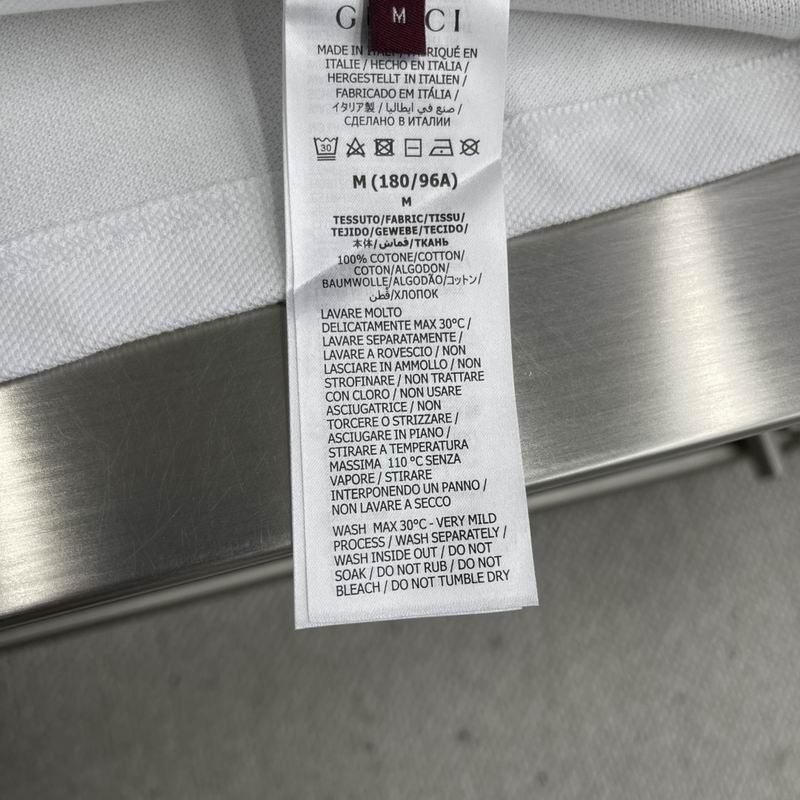 M
MADE IN ITALY / FABRIQUÉ EN
ITALIE / HECHO EN ITALIA /
HERGESTELLT IN ITALIEN /
FABRICADO EM ITÁLIA /
イタリア製 / صنع في ايطاليا /
СДЕЛАНО В ИТАЛИИ
30
M (180/96A)
M
TESSUTO/FABRIC/TISSU/
TEJIDO/GEWEBE/TECIDO/
本体/قماش/ТКАНЬ
100% COTONE/COTTON/
COTON/ALGODON/
BAUMWOLLE/ALGODÃO/コットン/
قطن/ХЛОПОК
LAVARE MOLTO
DELICATAMENTE MAX 30°C /
LAVARE SEPARATAMENTE /
LAVARE A ROVESCIO / NON
LASCIARE IN AMMOLLO / NON
STROFINARE / NON TRATTARE
CON CLORO / NON USARE
ASCIUGATRICE / NON
TORCERE O STRIZZARE /
ASCIUGARE IN PIANO /
STIRARE A TEMPERATURA
MASSIMA 110 °C SENZA
VAPORE / STIRARE
INTERPONENDO UN PANNO /
NON LAVARE A SECCO
WASH MAX 30°C - VERY MILD
PROCESS / WASH SEPARATELY /
WASH INSIDE OUT / DO NOT
SOAK / DO NOT RUB / DO NOT
BLEACH / DO NOT TUMBLE DRY